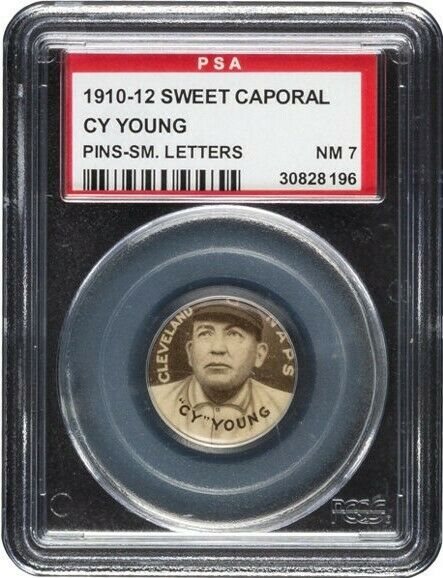 PSA
1910-12 SWEET CAPORAL
CY YOUNG
PINS-SM. LETTERS NM 7
30828196
CLEVELAND NAPS
"CY" YOUNG